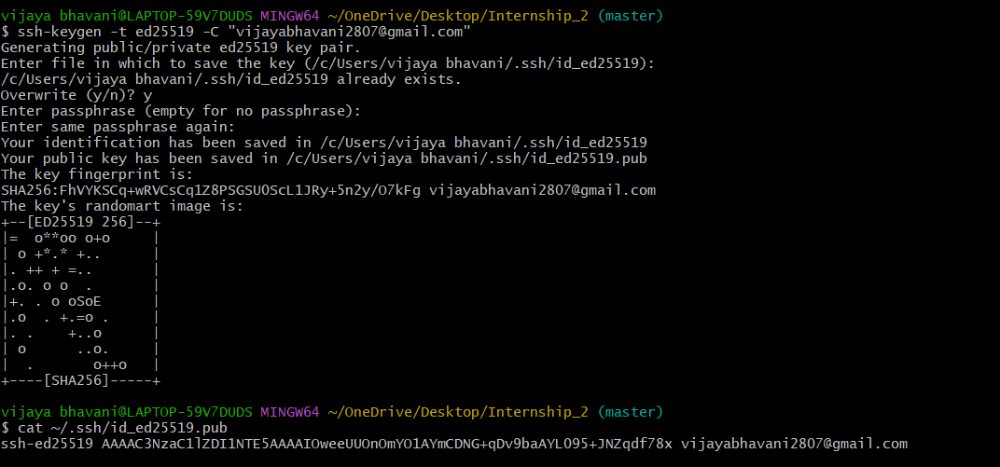 vijaya bhavani@LAPTOP-59V7DUDS MINGW64 ~/OneDrive/Desktop/Internship_2 (master)
$ ssh-keygen -t ed25519 -C "vijayabhavani2807@gmail.com"
Generating public/private ed25519 key pair.
Enter file in which to save the key (/c/Users/vijaya bhavani/.ssh/id_ed25519):
/c/Users/vijaya bhavani/.ssh/id_ed25519 already exists.
Overwrite (y/n)? y
Enter passphrase (empty for no passphrase):
Enter same passphrase again:
Your identification has been saved in /c/Users/vijaya bhavani/.ssh/id_ed25519
Your public key has been saved in /c/Users/vijaya bhavani/.ssh/id_ed25519.pub
The key fingerprint is:
SHA256:FhVYKSCq+wRVCsCq1Z8PSGSUOScL1JRy+5n2y/O7kFg vijayabhavani2807@gmail.com
The key's randomart image is:
+--[ED25519 256]--+
|=  o**oo o+o     |
| o +*.* +..      |
|. ++ + =..       |
|.o. o o  .       |
|+. . o oSoE      |
|.o  . +.=o .     |
|. .    +..o      |
| o      ..o.     |
|  .       o++o   |
+----[SHA256]-----+
vijaya bhavani@LAPTOP-59V7DUDS MINGW64 ~/OneDrive/Desktop/Internship_2 (master)
$ cat ~/.ssh/id_ed25519.pub
ssh-ed25519 AAAAC3NzaC1lZDI1NTE5AAAAIOweeUUOnOmYO1AYmCDNG+qDv9baAYLO95+JNZqdf78x vijayabhavani2807@gmail.com